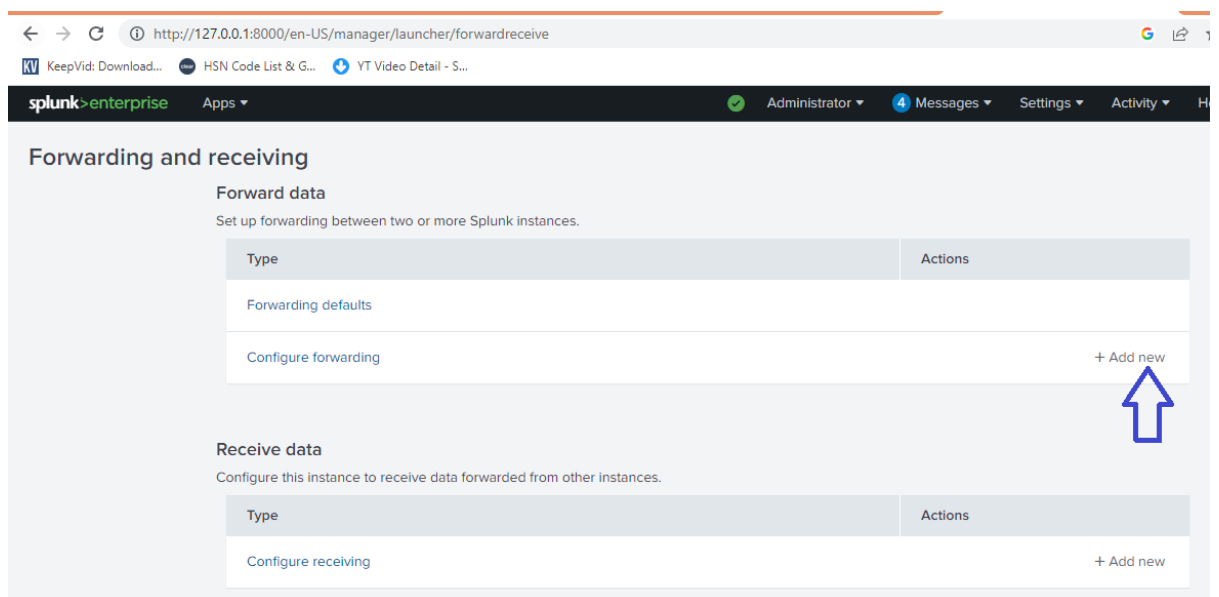 http://127.0.0.1:8000/en-US/manager/launcher/forwardreceive
G
KV KeepVid: Download... clear HSN Code List & G... YT Video Detail - S...
splunk>enterprise Apps Administrator 4 Messages Settings Activity
Forwarding and receiving
Forward data
Set up forwarding between two or more Splunk instances.
Type Actions
Forwarding defaults
Configure forwarding + Add new
Receive data
Configure this instance to receive data forwarded from other instances.
Type Actions
Configure receiving + Add new